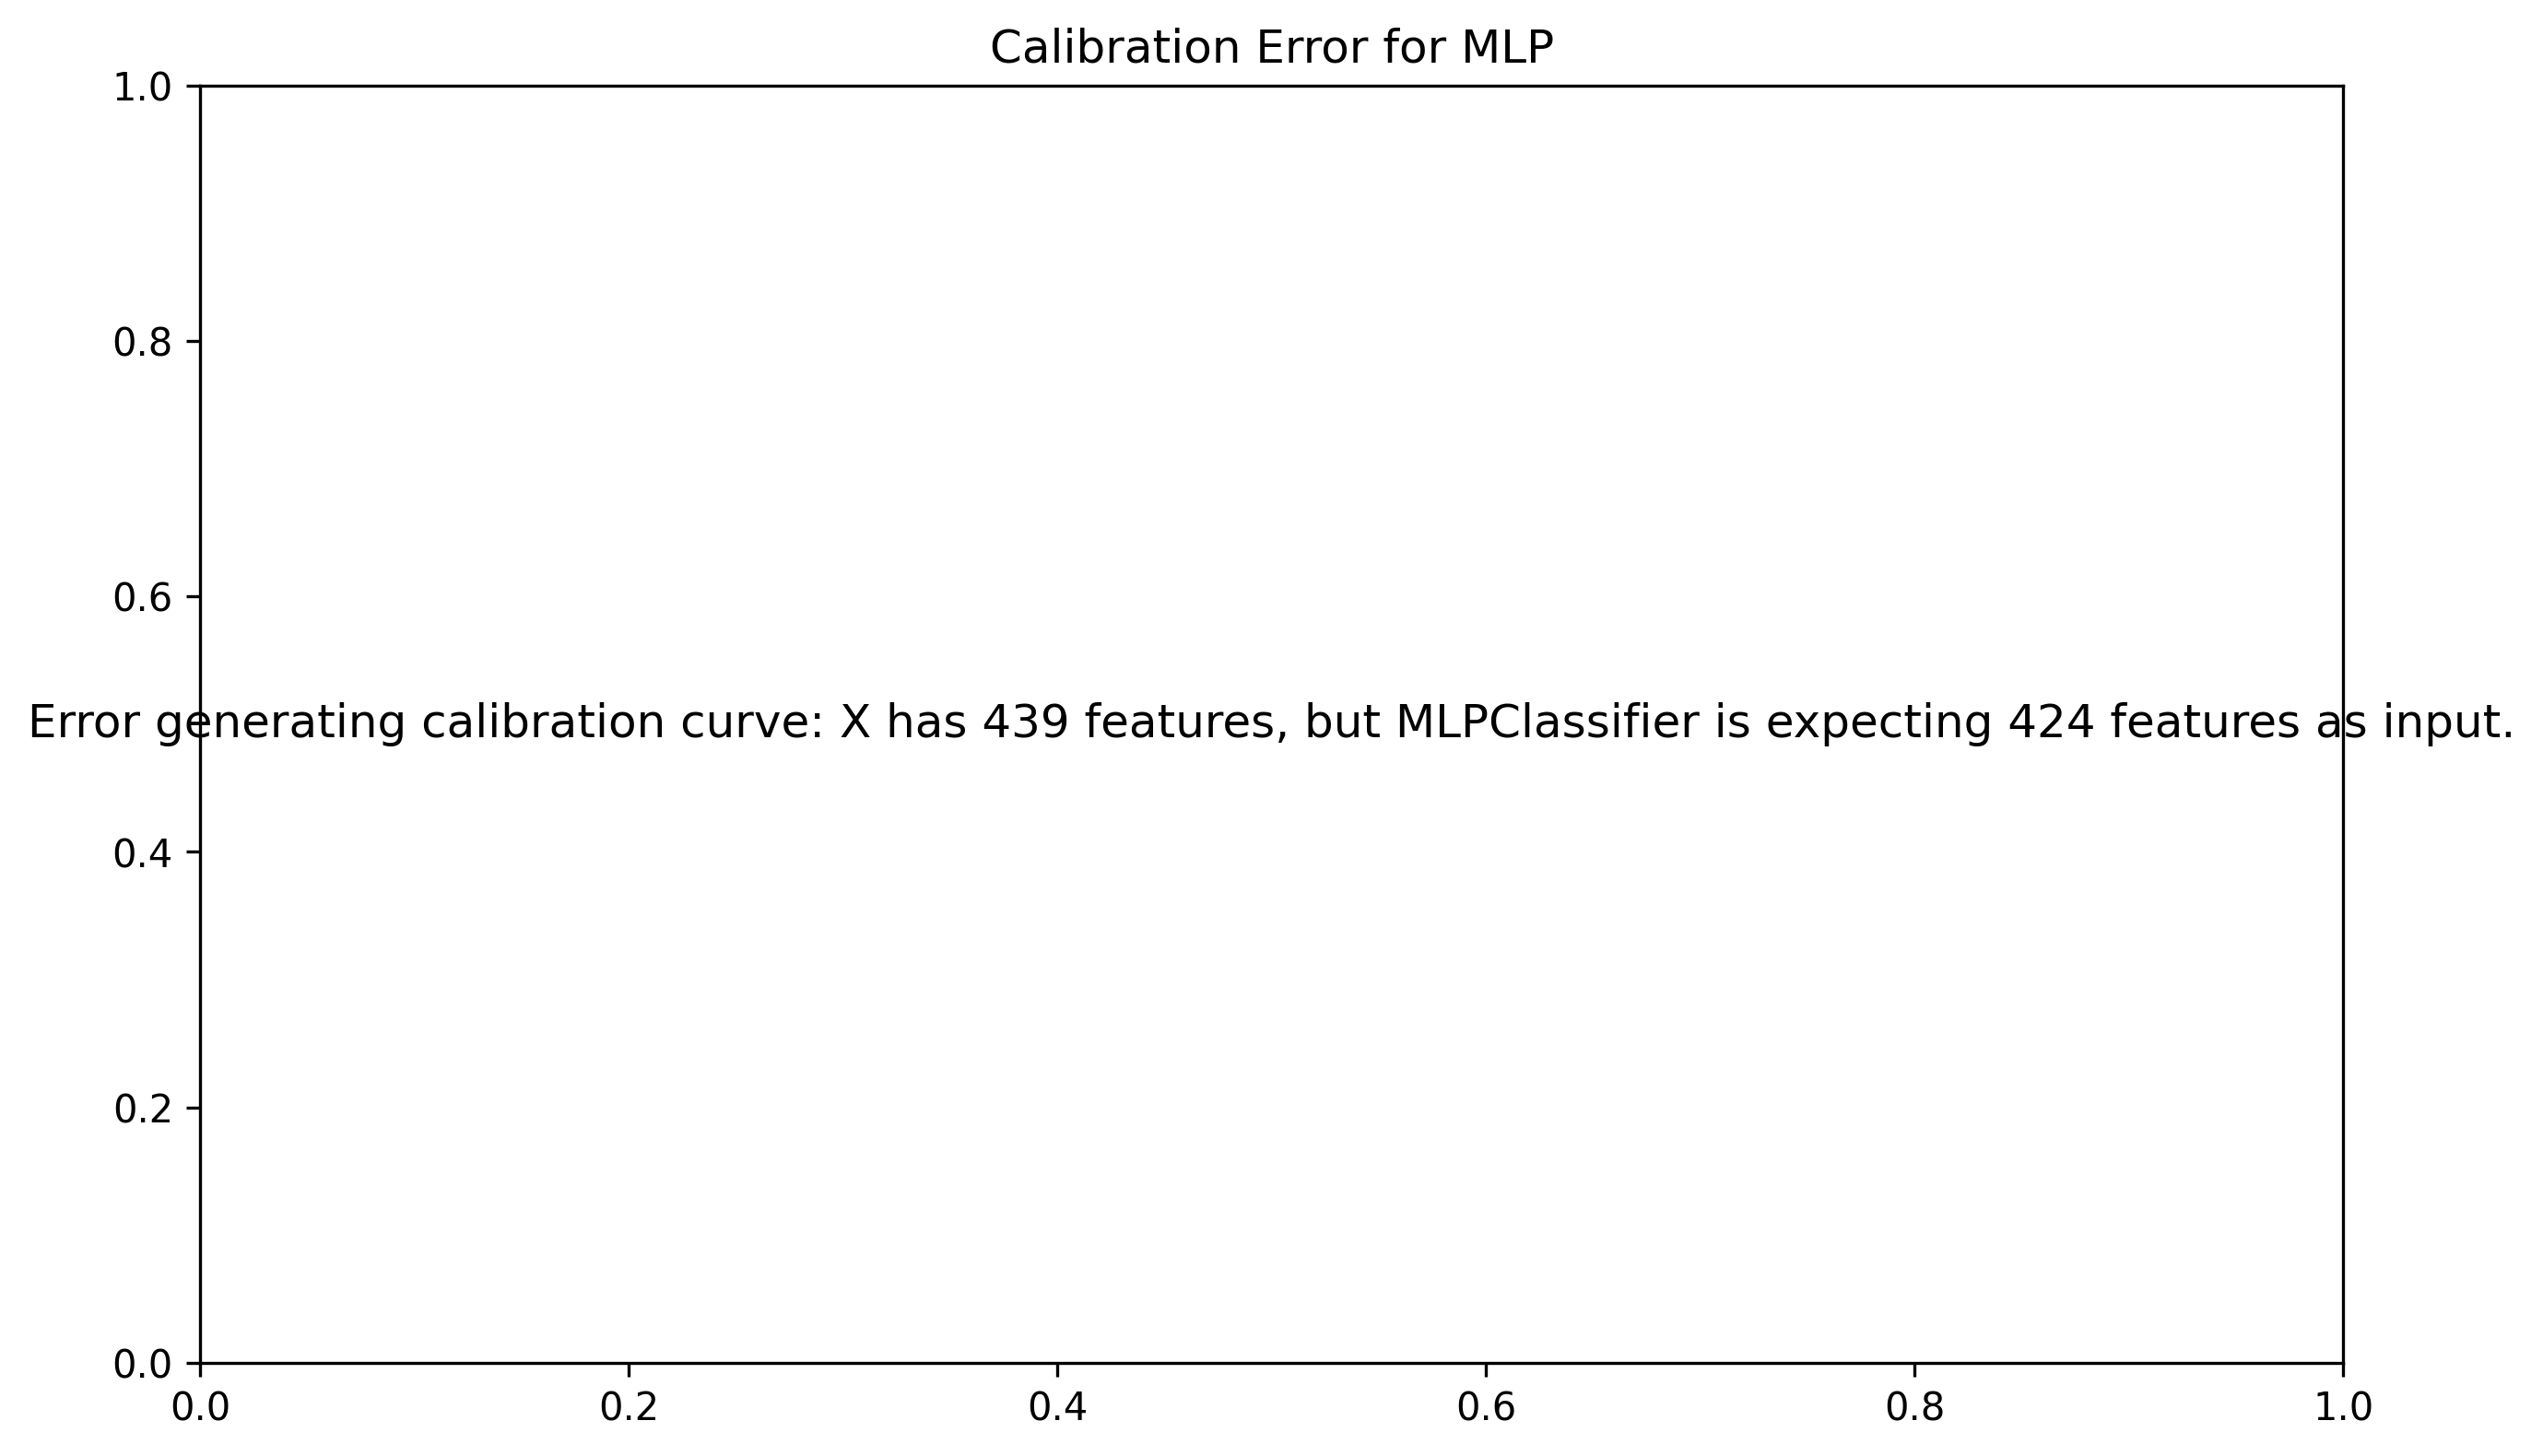 Calibration Error for MLP
1.0
0.8
0.6
Error generating calibration curve: X has 439 features, but MLPClassifier is expecting 424 features as input.
0.4
0.2
0.0
0.0 0.2 0.4 0.6 0.8 1.0